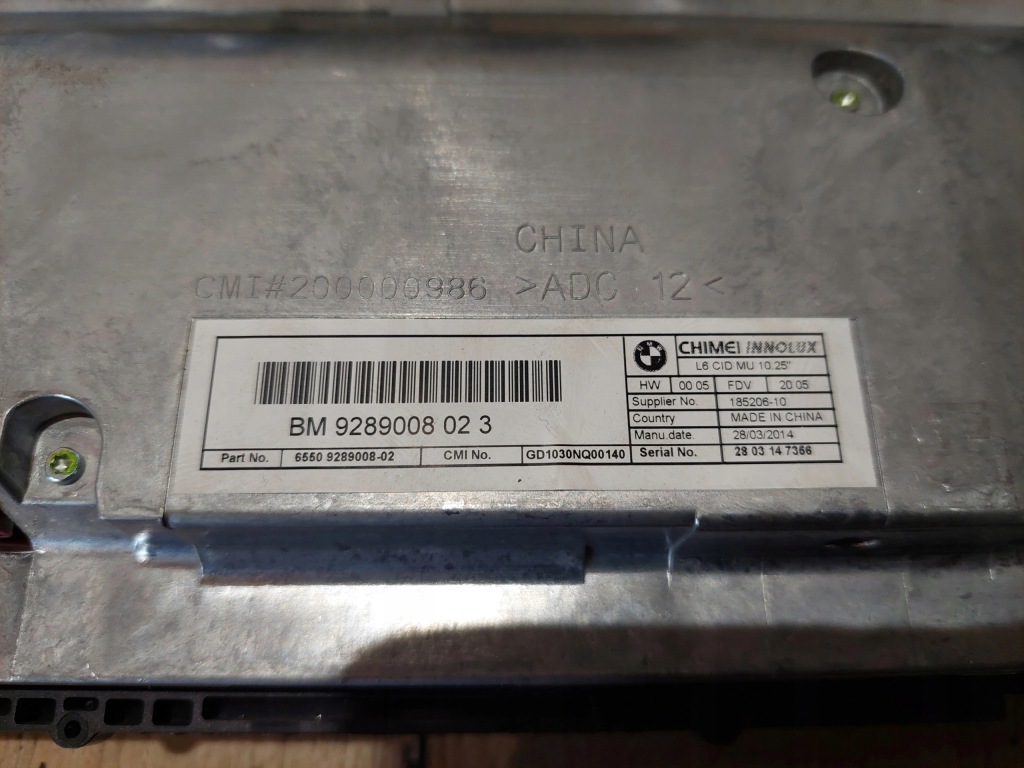 CHINA
CMI#200000986 >ADC 12<
BM 9289008 02 3
Part No. 6550 9289008-02 CMI No. GD1030NQ00140
BMW CHIMEI INNOLUX
L6 CID MU 10.25"
HW 00 05 FDV 20 05
Supplier No. 185206-10
Country MADE IN CHINA
Manu.date. 28/03/2014
Serial No. 28 03 14 7356